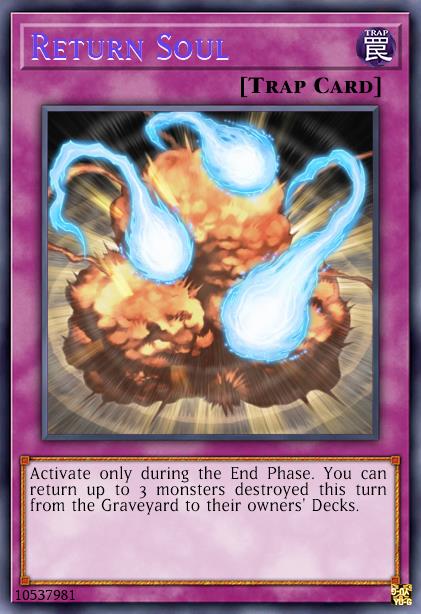 Return Soul
TRAP
罠
[Trap Card]
Activate only during the End Phase. You can
return up to 3 monsters destroyed this turn
from the Graveyard to their owners' Decks.
10537981